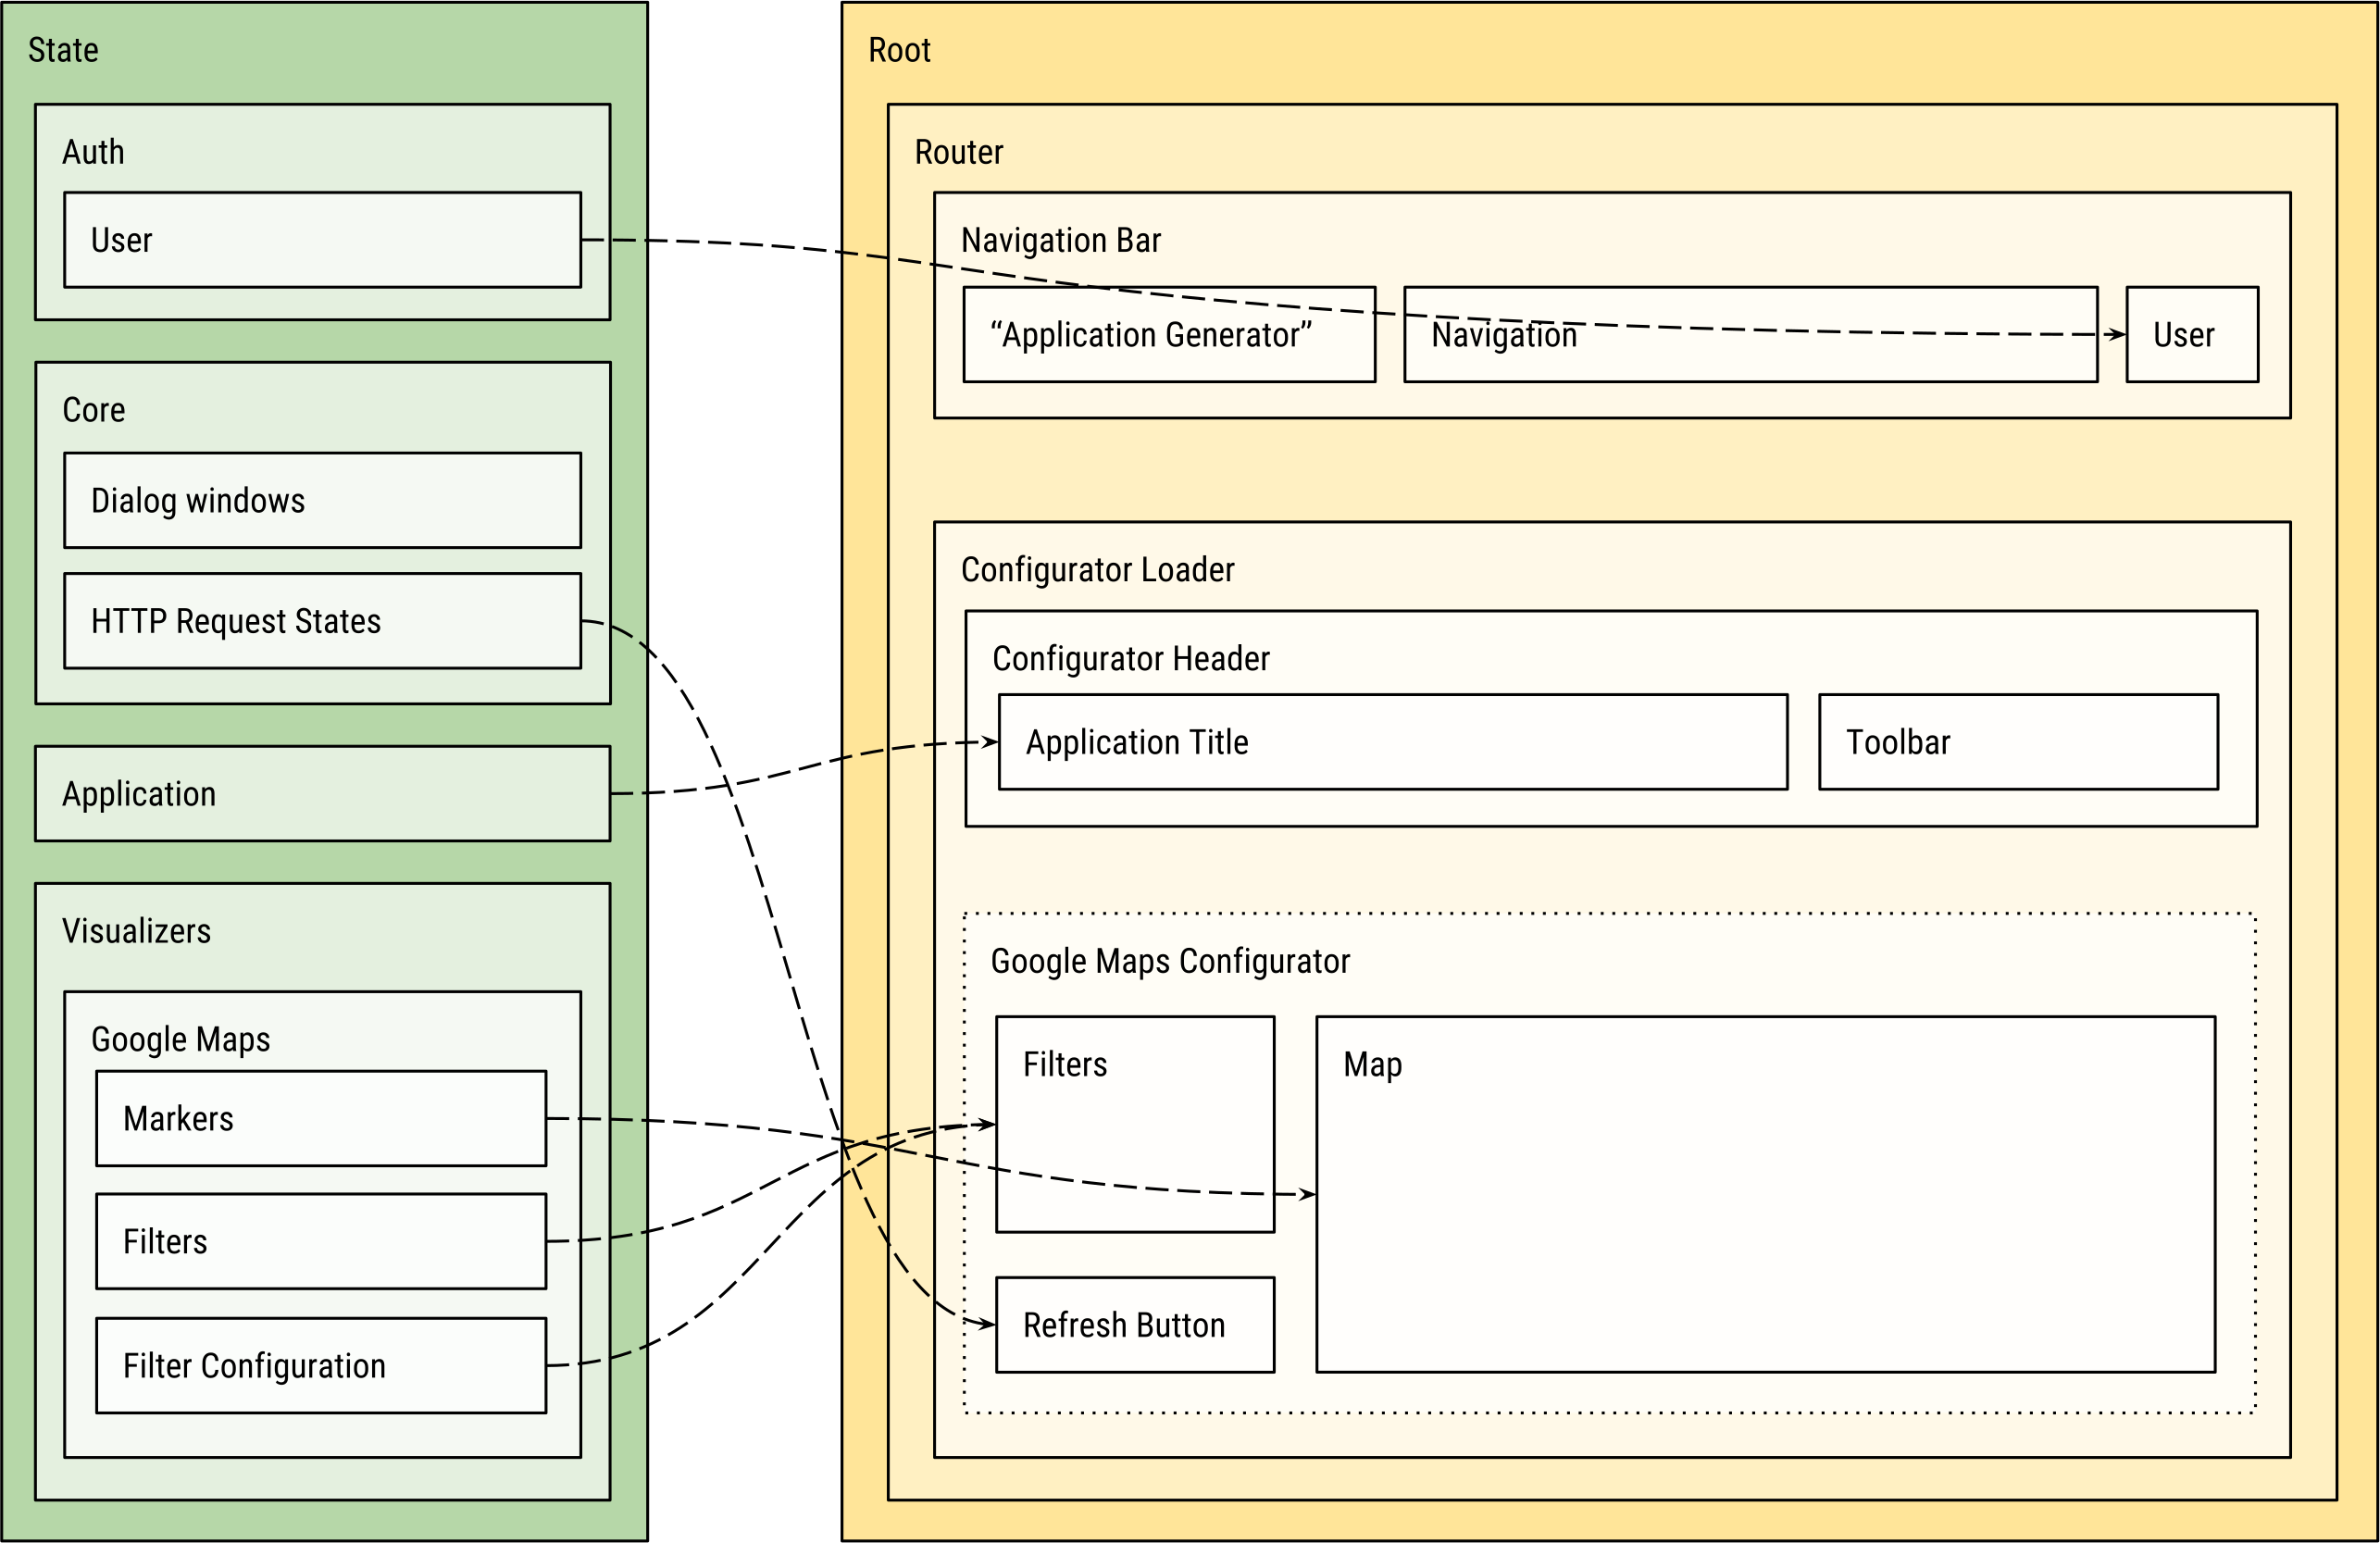 State
Auth
User
Core
Dialog windows
HTTP Request States
Application
Visualizers
Google Maps
Markers
Filters
Filter Configuration
Root
Router
Navigation Bar
“Application Generator”
Navigation
User
Configurator Loader
Configurator Header
Application Title
Toolbar
Google Maps Configurator
Filters
Map
Refresh Button